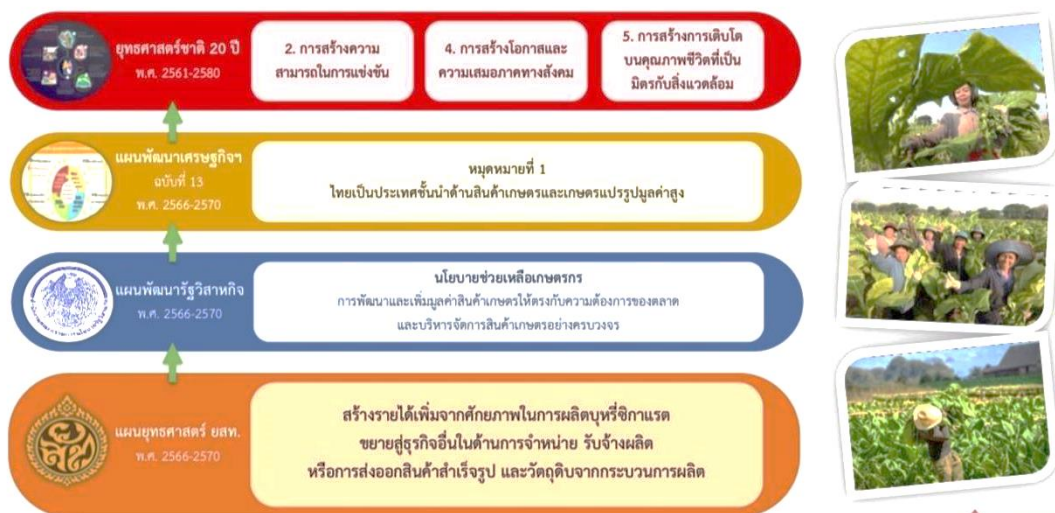 ยุทธศาสตร์ชาติ 20 ปี
พ.ศ. 2561-2580
2. การสร้างความ
สามารถในการแข่งขัน
4. การสร้างโอกาสและ
ความเสมอภาคทางสังคม
5. การสร้างการเติบโต
บนคุณภาพชีวิตที่เป็น
มิตรกับสิ่งแวดล้อม
แผนพัฒนาเศรษฐกิจฯ
ฉบับที่ 13
พ.ศ. 2566-2570
หมุดหมายที่ 1
ไทยเป็นประเทศชั้นนำด้านสินค้าเกษตรและเกษตรแปรรูปมูลค่าสูง
แผนพัฒนารัฐวิสาหกิจ
พ.ศ. 2566-2570
นโยบายช่วยเหลือเกษตรกร
การพัฒนาและเพิ่มมูลค่าสินค้าเกษตรให้ตรงกับความต้องการของตลาด
และบริหารจัดการสินค้าเกษตรอย่างครบวงจร
แผนยุทธศาสตร์ ยสท.
พ.ศ. 2566-2570
สร้างรายได้เพิ่มจากศักยภาพในการผลิตบุหรี่ซิกาแรต
ขยายสู่ธุรกิจอื่นในด้านการจำหน่าย รับจ้างผลิต
หรือการส่งออกสินค้าสำเร็จรูป และวัตถุดิบจากกระบวนการผลิต